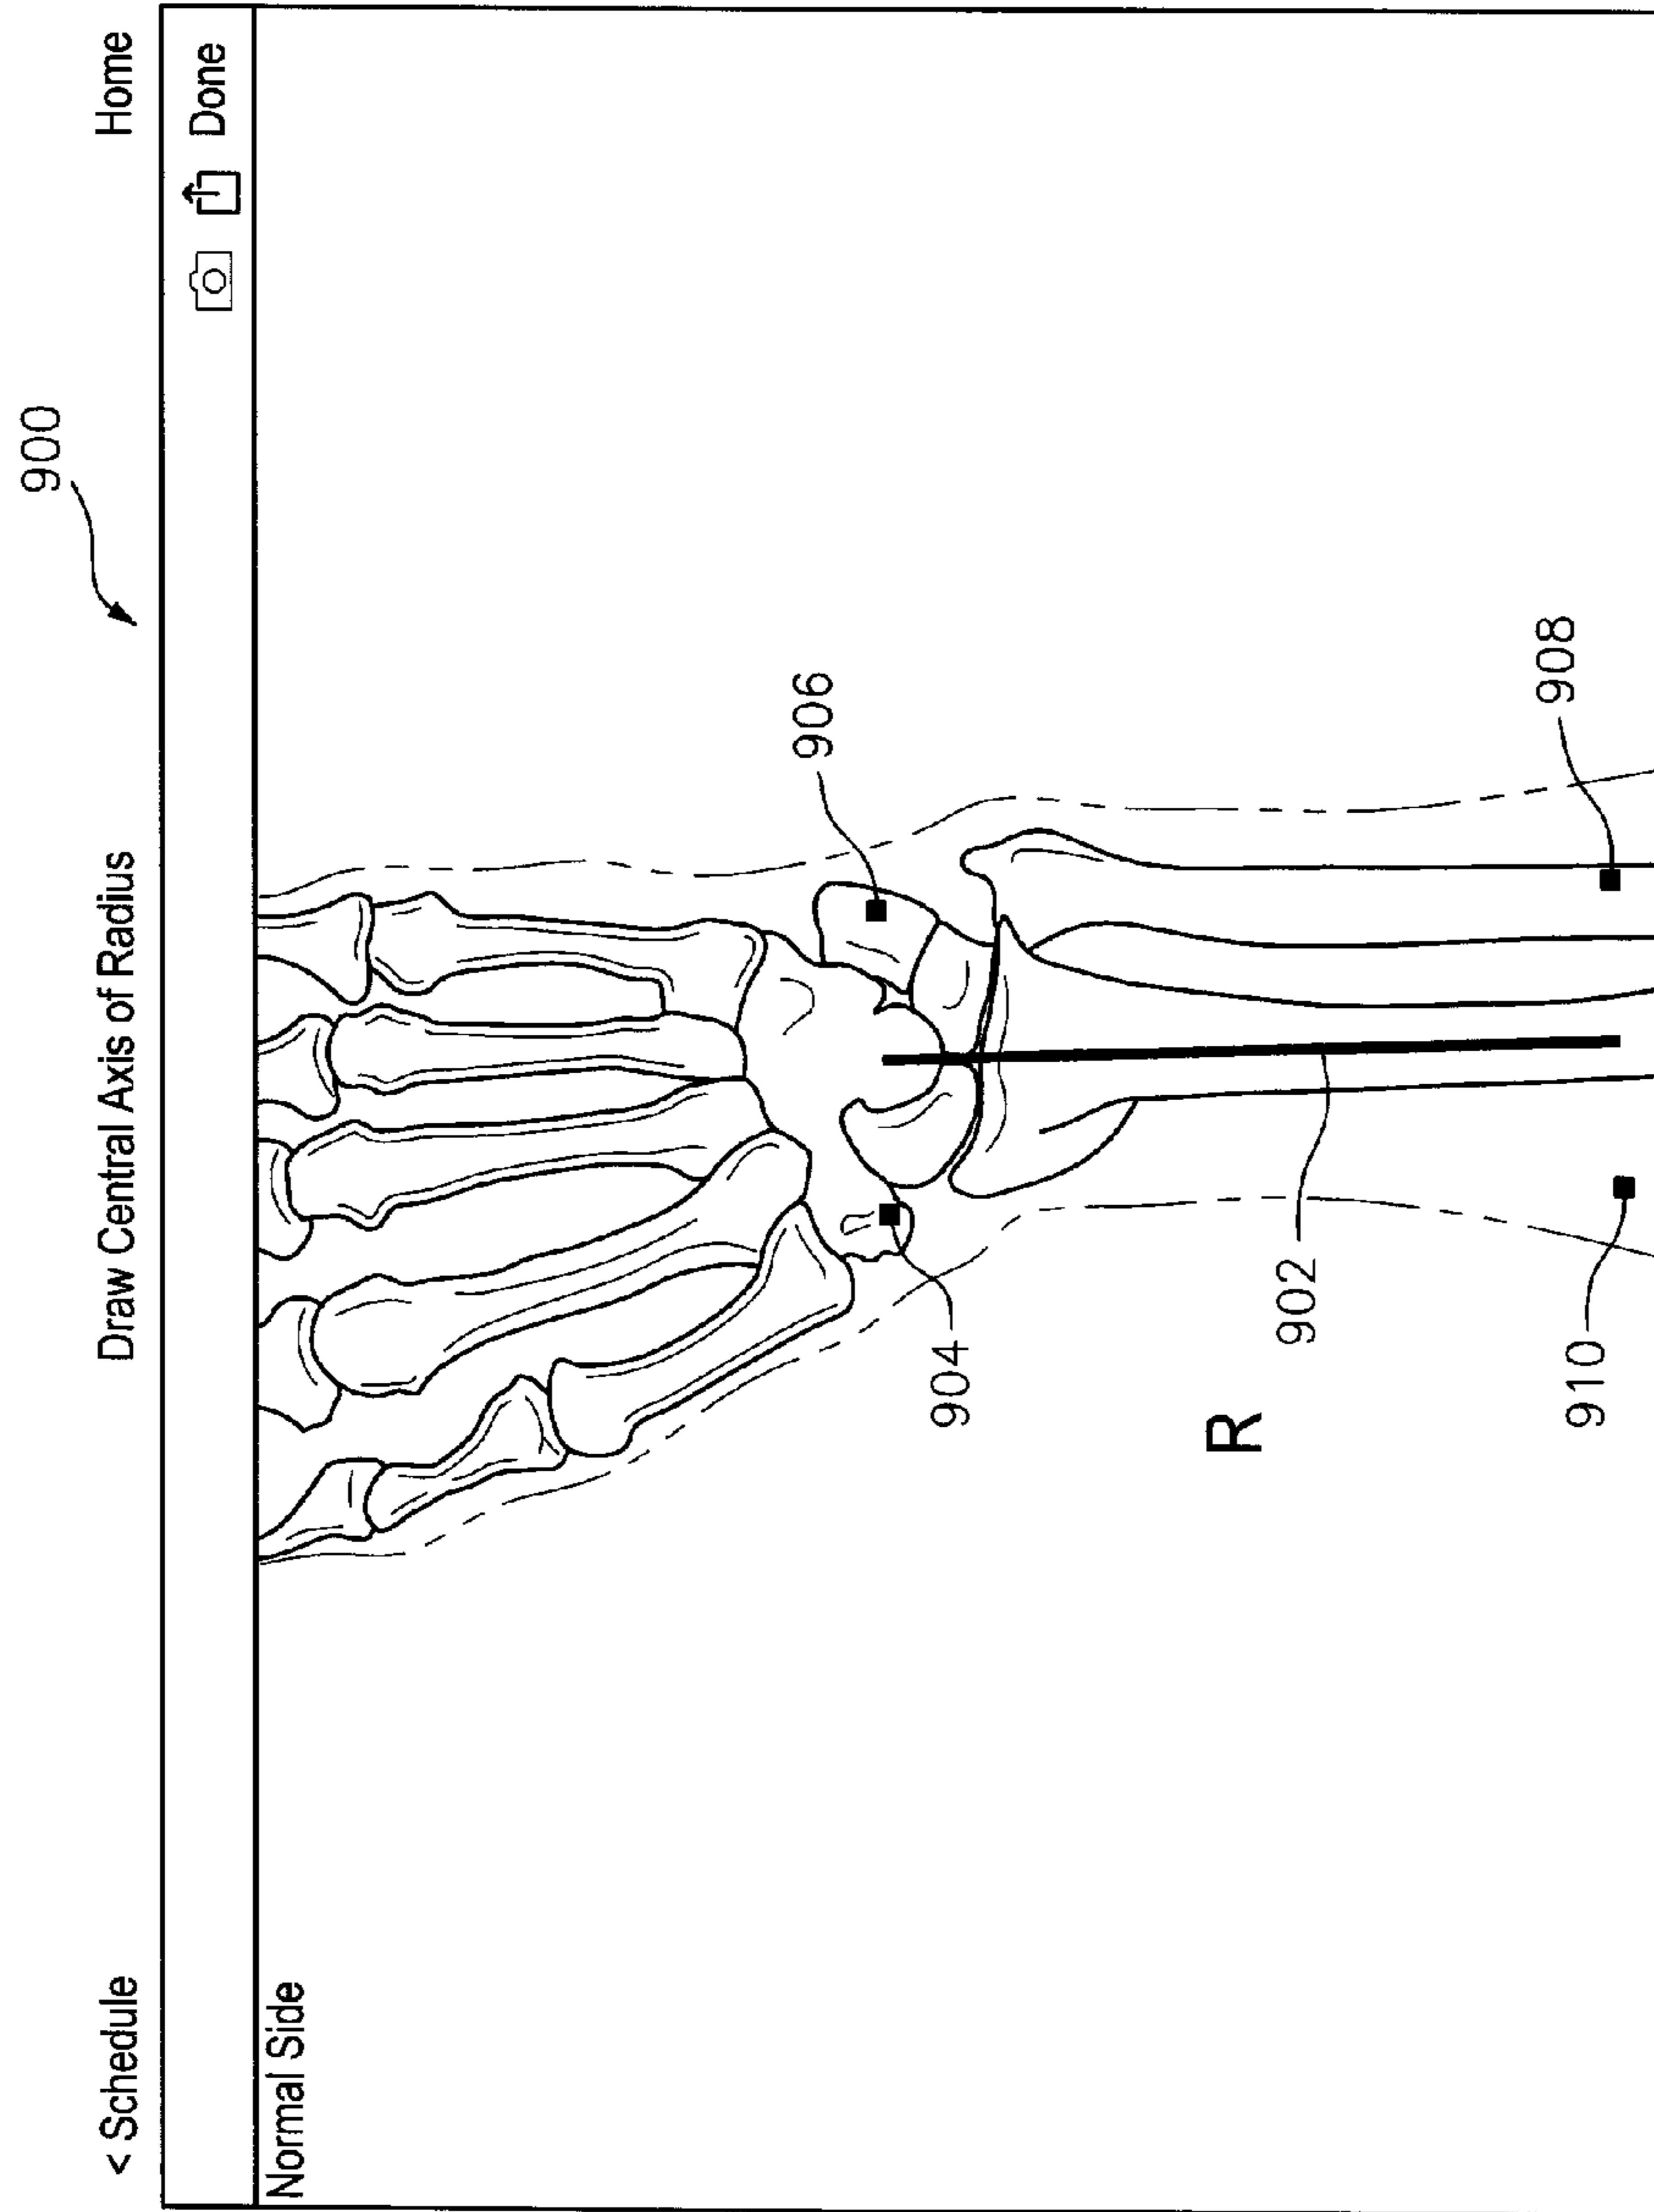 900
< Schedule Draw Central Axis of Radius Home
Done
Normal Side
906
904
R
902
908
910